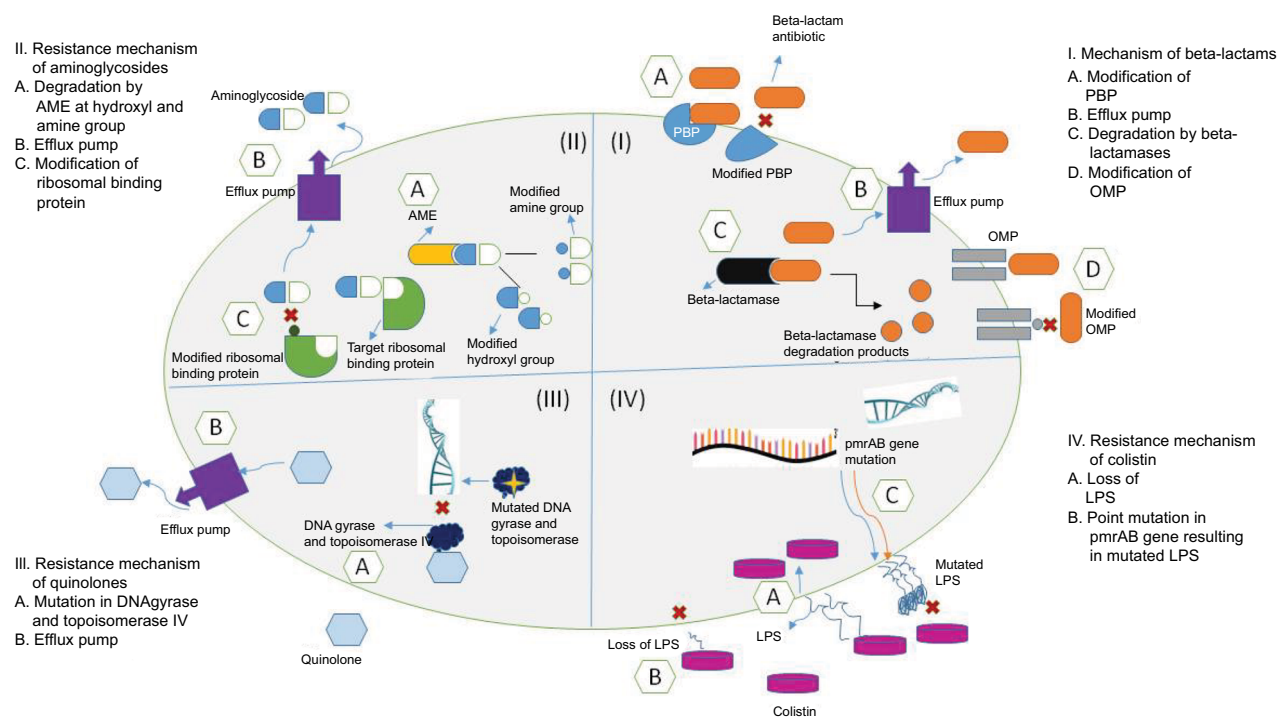 II. Resistance mechanism
of aminoglycosides
A. Degradation by
AME at hydroxyl and
amine group
B. Efflux pump
C. Modification of
ribosomal binding
protein
Aminoglycoside
B
Efflux pump
(II)
A
AME
Modified
amine group
C
Modified ribosomal
binding protein
Target ribosomal
binding protein
Modified
hydroxyl group
Beta-lactam
antibiotic
A
PBP
Modified PBP
(I)
B
Efflux pump
C
Beta-lactamase
Beta-lactamase
degradation products
OMP
D
Modified
OMP
I. Mechanism of beta-lactams
A. Modification of
PBP
B. Efflux pump
C. Degradation by beta-
lactamases
D. Modification of
OMP
(III)
B
Efflux pump
Mutated DNA
gyrase and
topoisomerase
DNA gyrase
and topoisomerase IV
A
Quinolone
III. Resistance mechanism
of quinolones
A. Mutation in DNAgyrase
and topoisomerase IV
B. Efflux pump
(IV)
pmrAB gene
mutation
C
Mutated
LPS
A
LPS
Loss of LPS
B
Colistin
IV. Resistance mechanism
of colistin
A. Loss of
LPS
B. Point mutation in
pmrAB gene resulting
in mutated LPS